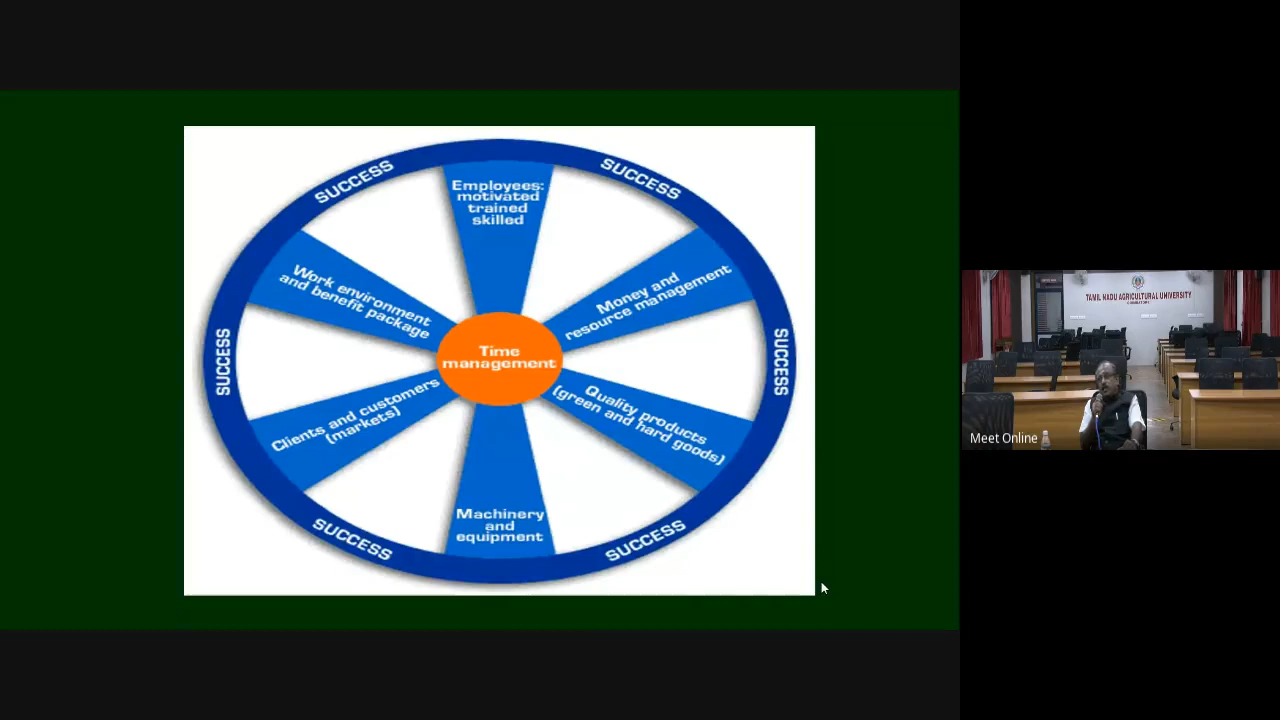 SUCCESS
SUCCESS
Employees:
motivated
trained
skilled
Work environment
and benefit package
Money and
resource management
SUCCESS
Time
management
SUCCESS
Clients and customers
(markets)
Quality products
(green and hard goods)
Machinery
and
equipment
SUCCESS
SUCCESS
TAMIL NADU AGRICULTURAL UNIVERSITY
Meet Online